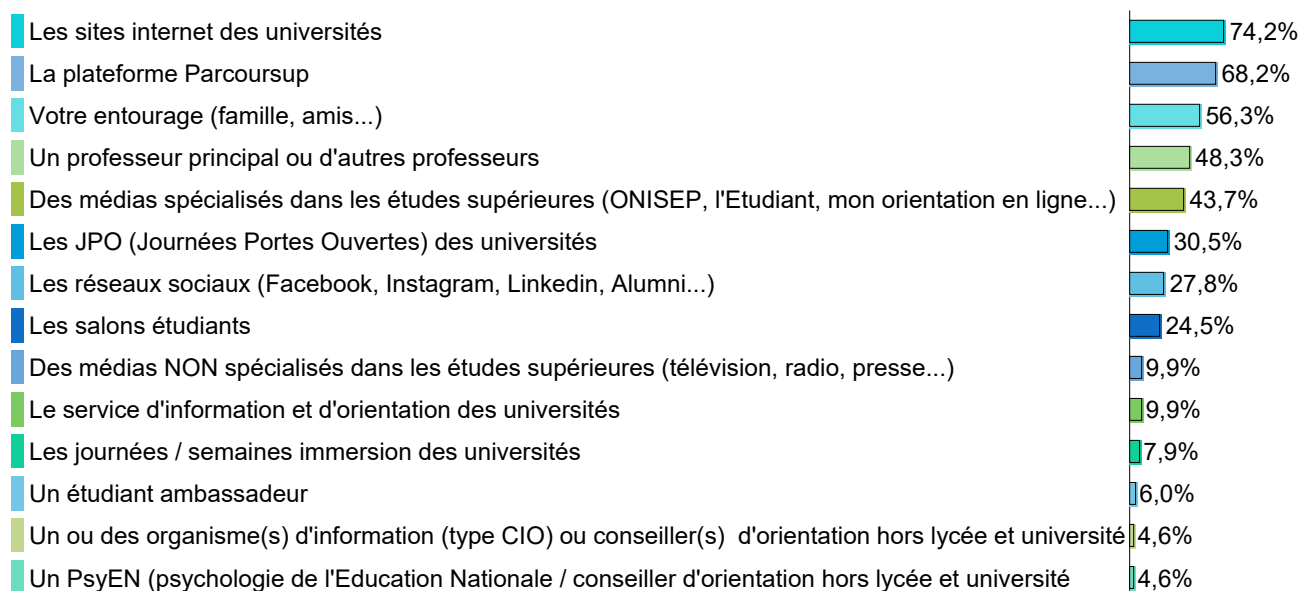 Les sites internet des universités 74,2%
La plateforme Parcoursup 68,2%
Votre entourage (famille, amis...) 56,3%
Un professeur principal ou d'autres professeurs 48,3%
Des médias spécialisés dans les études supérieures (ONISEP, l'Etudiant, mon orientation en ligne...) 43,7%
Les JPO (Journées Portes Ouvertes) des universités 30,5%
Les réseaux sociaux (Facebook, Instagram, Linkedin, Alumni...) 27,8%
Les salons étudiants 24,5%
Des médias NON spécialisés dans les études supérieures (télévision, radio, presse...) 9,9%
Le service d'information et d'orientation des universités 9,9%
Les journées / semaines immersion des universités 7,9%
Un étudiant ambassadeur 6,0%
Un ou des organisme(s) d'information (type CIO) ou conseiller(s)  d'orientation hors lycée et université 4,6%
Un PsyEN (psychologie de l'Education Nationale / conseiller d'orientation hors lycée et université 4,6%